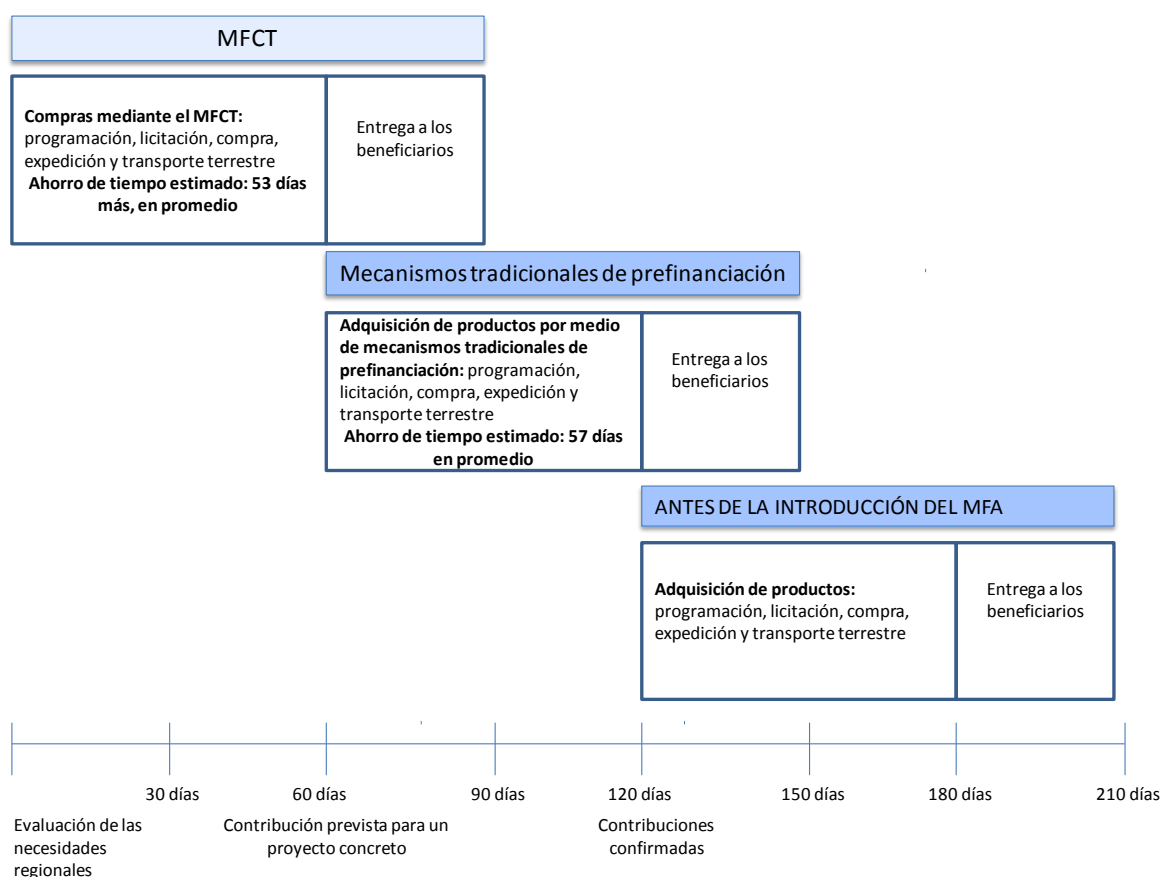 MFCT
Compras mediante el MFCT:
programación, licitación, compra,
expedición y transporte terrestre
Ahorro de tiempo estimado: 53 días
más, en promedio
Entrega a los
beneficiarios
Mecanismos tradicionales de prefinanciación
Adquisición de productos por medio
de mecanismos tradicionales de
prefinanciación: programación,
licitación, compra, expedición y
transporte terrestre
Ahorro de tiempo estimado: 57 días
en promedio
Entrega a los
beneficiarios
ANTES DE LA INTRODUCCIÓN DEL MFA
Adquisición de productos:
programación, licitación, compra,
expedición y transporte terrestre
Entrega a los
beneficiarios
30 días 60 días 90 días 120 días 150 días 180 días 210 días
Evaluación de las
necesidades
regionales
Contribución prevista para un
proyecto concreto
Contribuciones
confirmadas